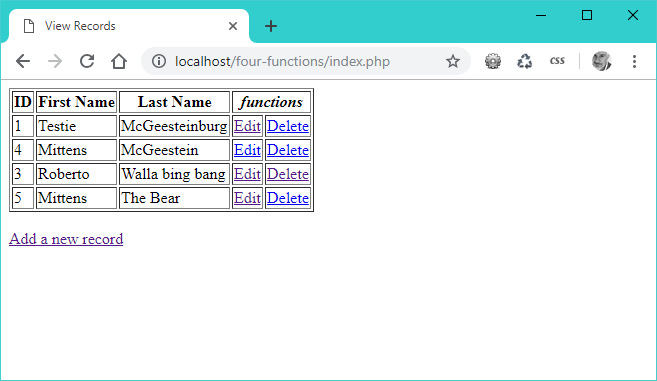 View Records
localhost/four-functions/index.php
CSS
ID First Name Last Name functions
1 Testie McGeesteinburg Edit Delete
4 Mittens McGeestein Edit Delete
3 Roberto Walla bing bang Edit Delete
5 Mittens The Bear Edit Delete
Add a new record